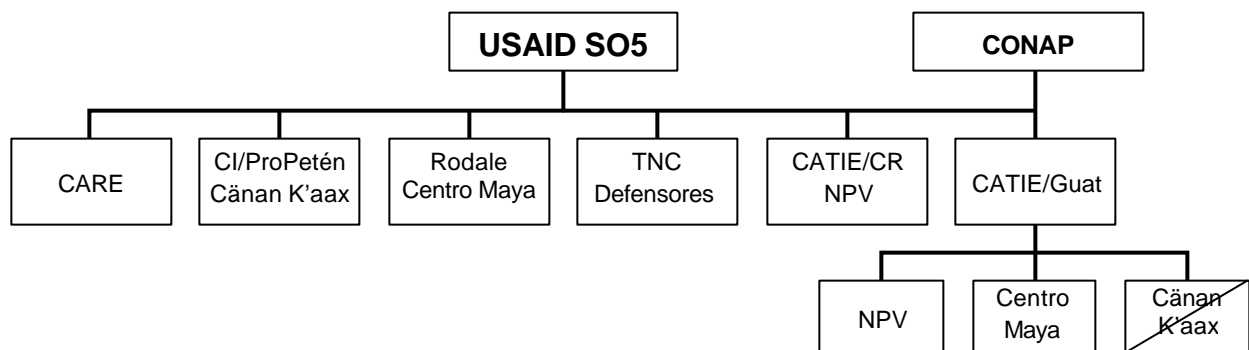 USAID SO5
CONAP
CARE
CI/ProPetén
Cänan K'aax
Rodale
Centro Maya
TNC
Defensores
CATIE/CR
NPV
CATIE/Guat
NPV
Centro
Maya
Cänan
K'aax